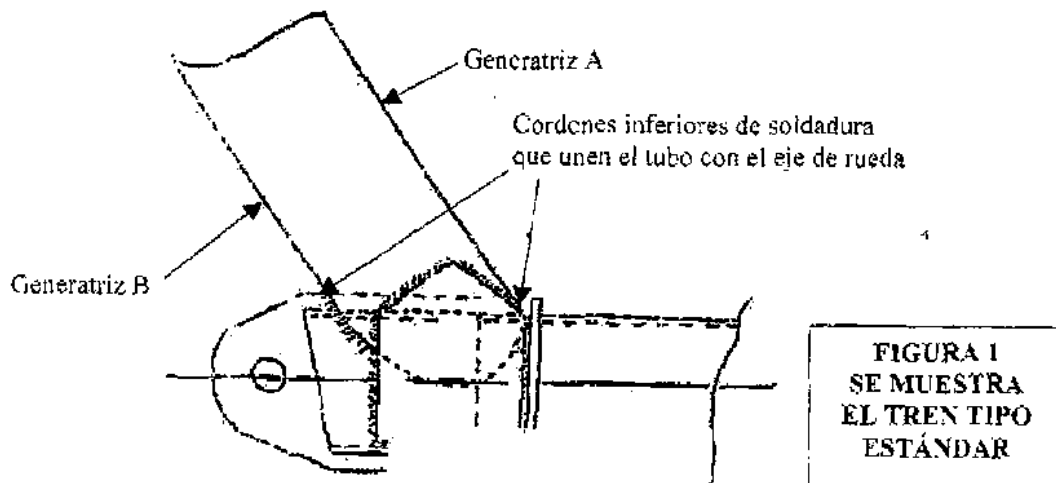 Generatriz A
Cordones inferiores de soldadura
que unen el tubo con el eje de rueda
Generatriz B
FIGURA 1
SE MUESTRA
EL TREN TIPO
ESTÁNDAR